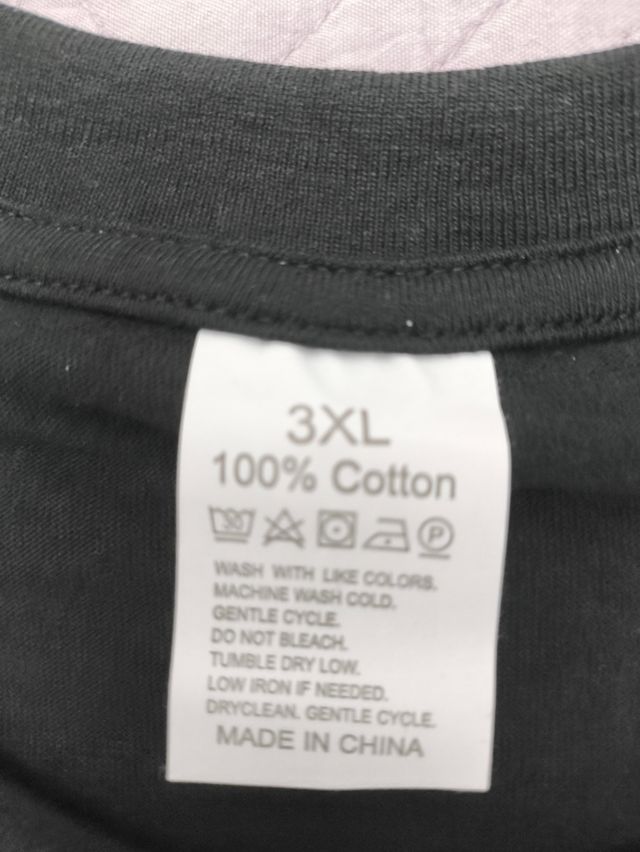 3XL
100% Cotton
30 P
WASH WITH LIKE COLORS.
MACHINE WASH COLD.
GENTLE CYCLE.
DO NOT BLEACH.
TUMBLE DRY LOW.
LOW IRON IF NEEDED.
DRYCLEAN. GENTLE CYCLE.
MADE IN CHINA